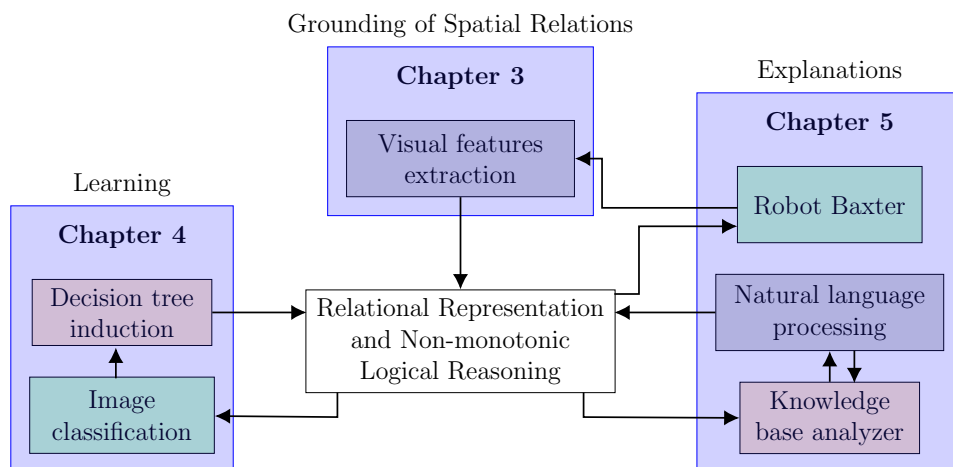 Grounding of Spatial Relations
Chapter 3
Visual features
extraction
Explanations
Chapter 5
Robot Baxter
Natural language
processing
Knowledge
base analyzer
Learning
Chapter 4
Decision tree
induction
Image
classification
Relational Representation
and Non-monotonic
Logical Reasoning